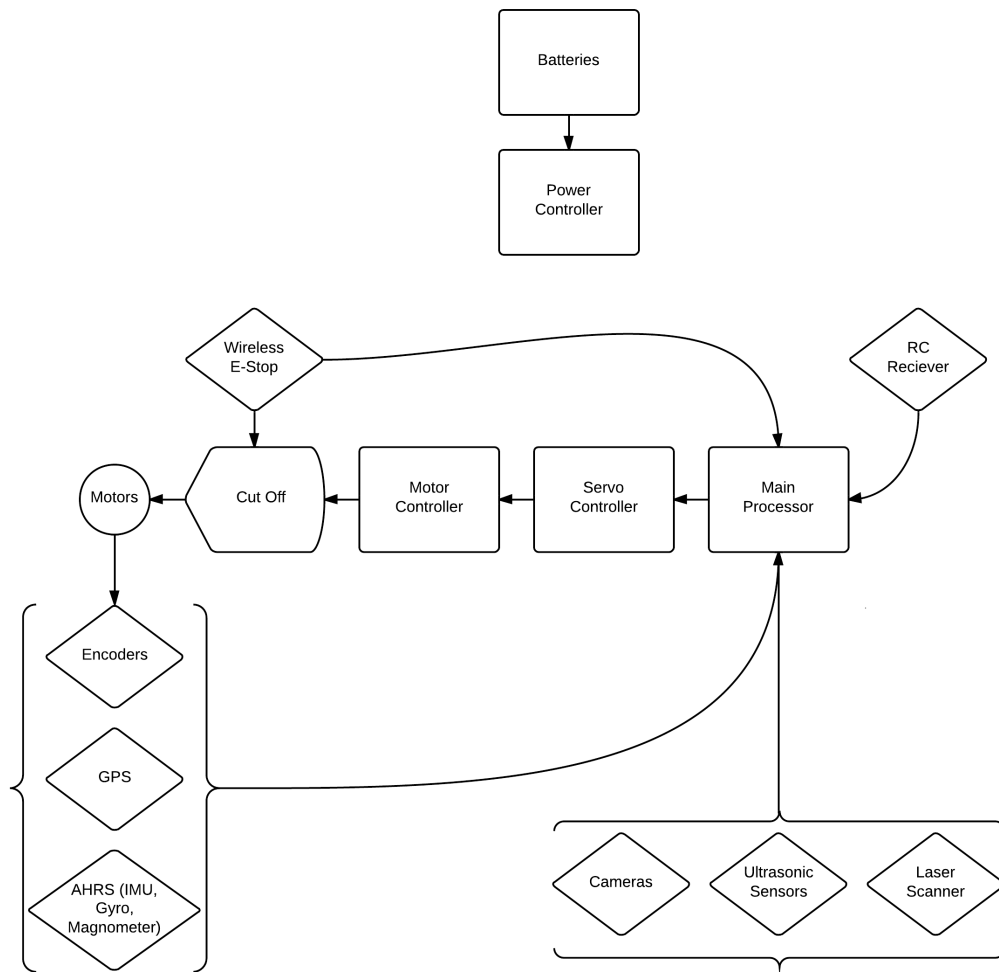 Batteries
Power
Controller
Wireless
E-Stop
RC
Reciever
Motors
Cut Off
Motor
Controller
Servo
Controller
Main
Processor
Encoders
GPS
AHRS (IMU,
Gyro,
Magnometer)
Cameras
Ultrasonic
Sensors
Laser
Scanner